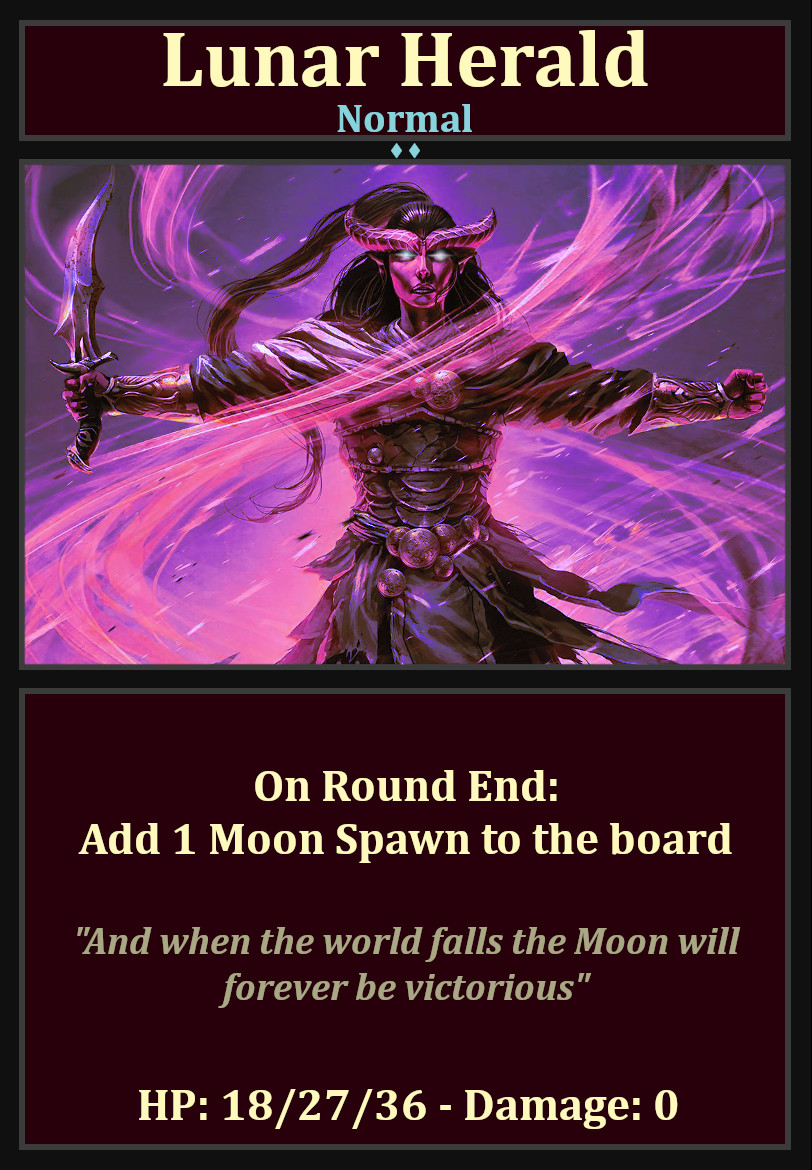 Lunar Herald
Normal
♦♦
On Round End:
Add 1 Moon Spawn to the board
"And when the world falls the Moon will
forever be victorious"
HP: 18/27/36 - Damage: 0